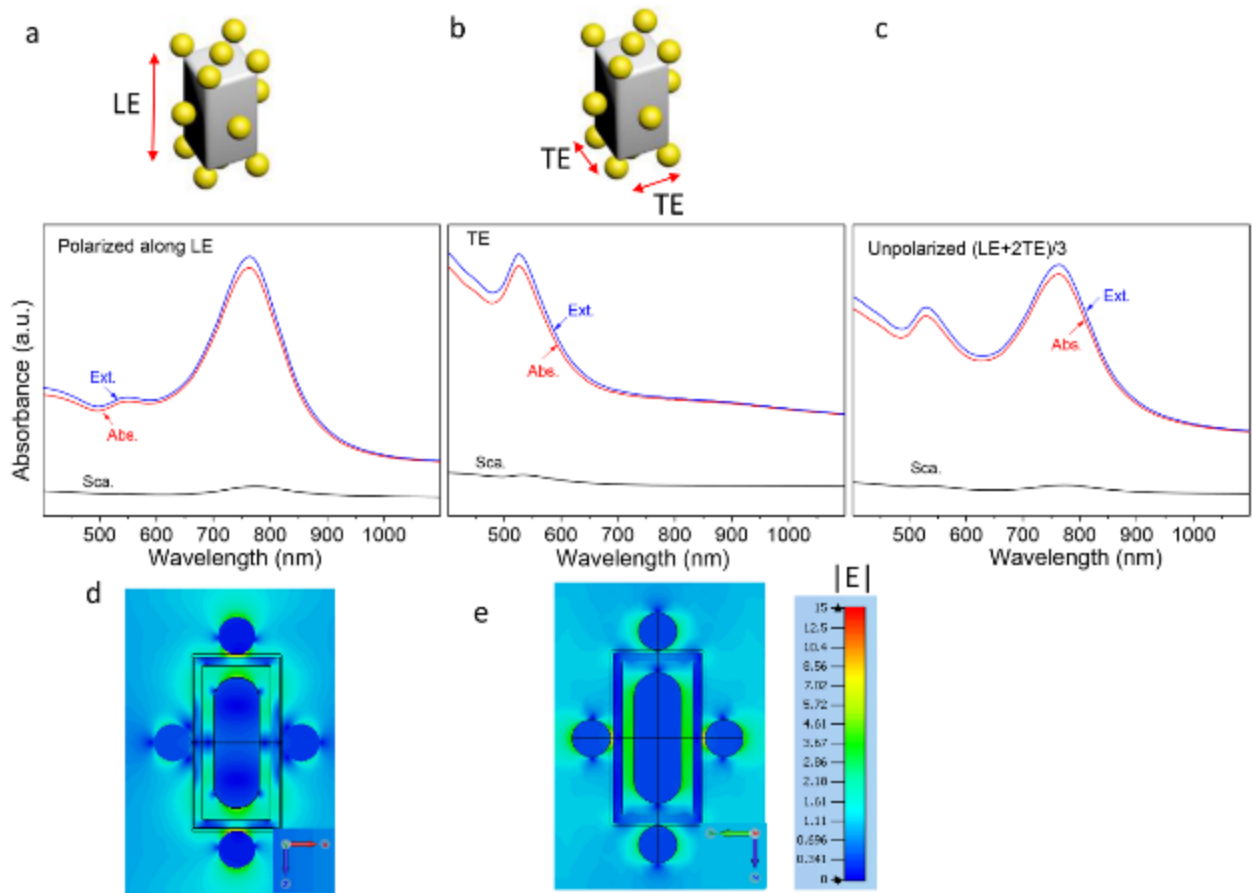 a
b
c
LE
TE
TE
Polarized along LE
TE
Unpolarized (LE+2TE)/3
Ext.
Abs.
Sca.
Ext.
Abs.
Sca.
Ext.
Abs.
Sca.
Absorbance (a.u.)
500 600 700 800 900 1000
500 600 700 800 900 1000
500 600 700 800 900 1000
Wavelength (nm)
Wavelength (nm)
Wavelength (nm)
d
e
|E|
15
12.5
10.4
8.56
7.02
5.72
4.61
3.67
2.86
2.18
1.61
1.11
0.696
0.341
0